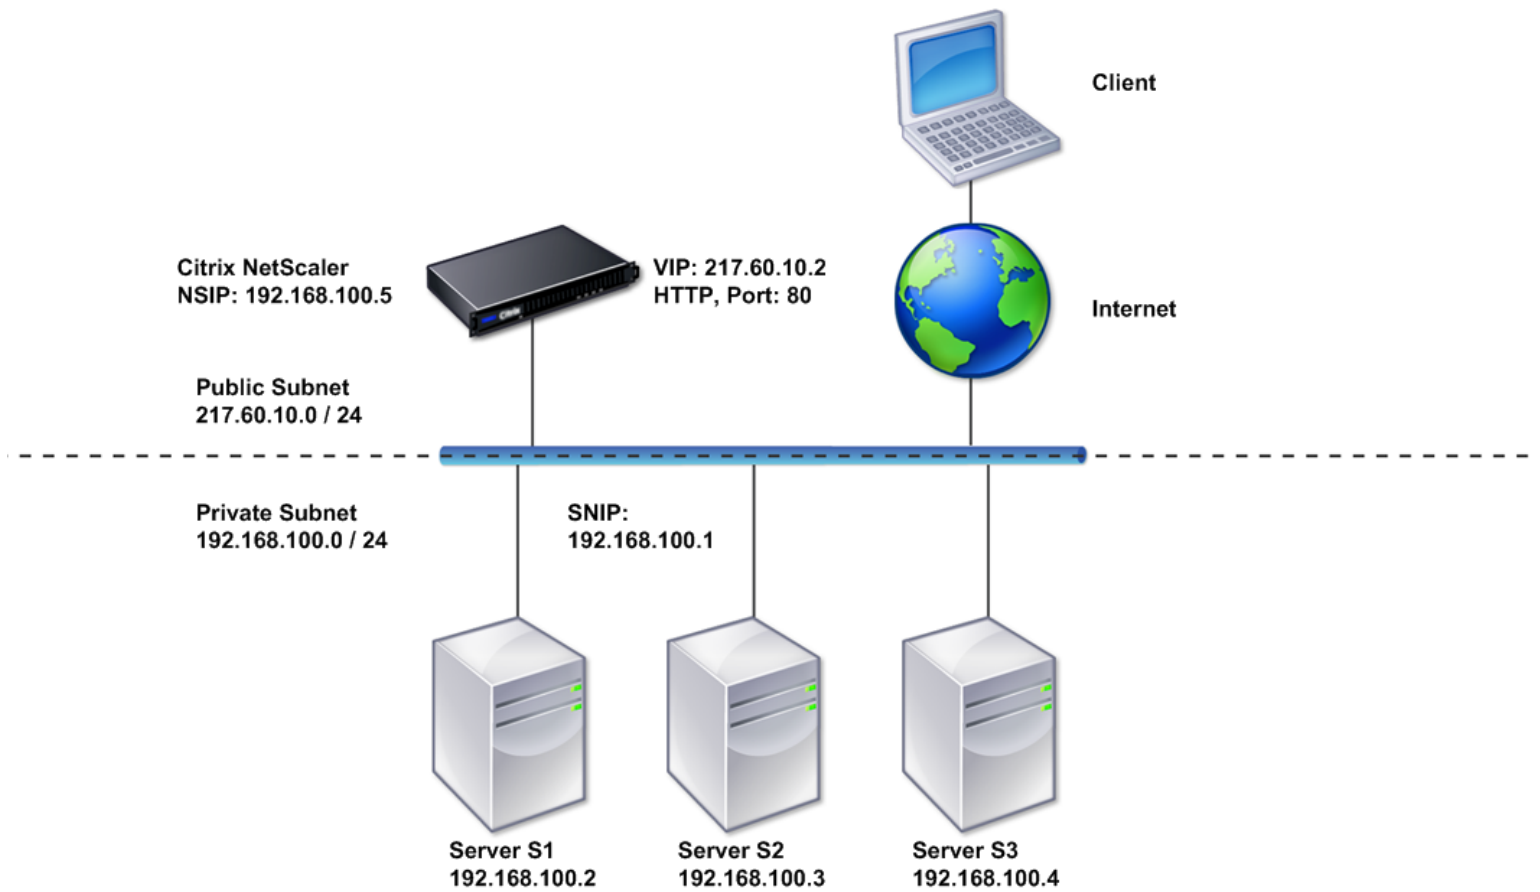 Client
Citrix NetScaler
NSIP: 192.168.100.5
VIP: 217.60.10.2
HTTP, Port: 80
Citrix
Internet
Public Subnet
217.60.10.0 / 24
Private Subnet
192.168.100.0 / 24
SNIP:
192.168.100.1
Server S1
192.168.100.2
Server S2
192.168.100.3
Server S3
192.168.100.4